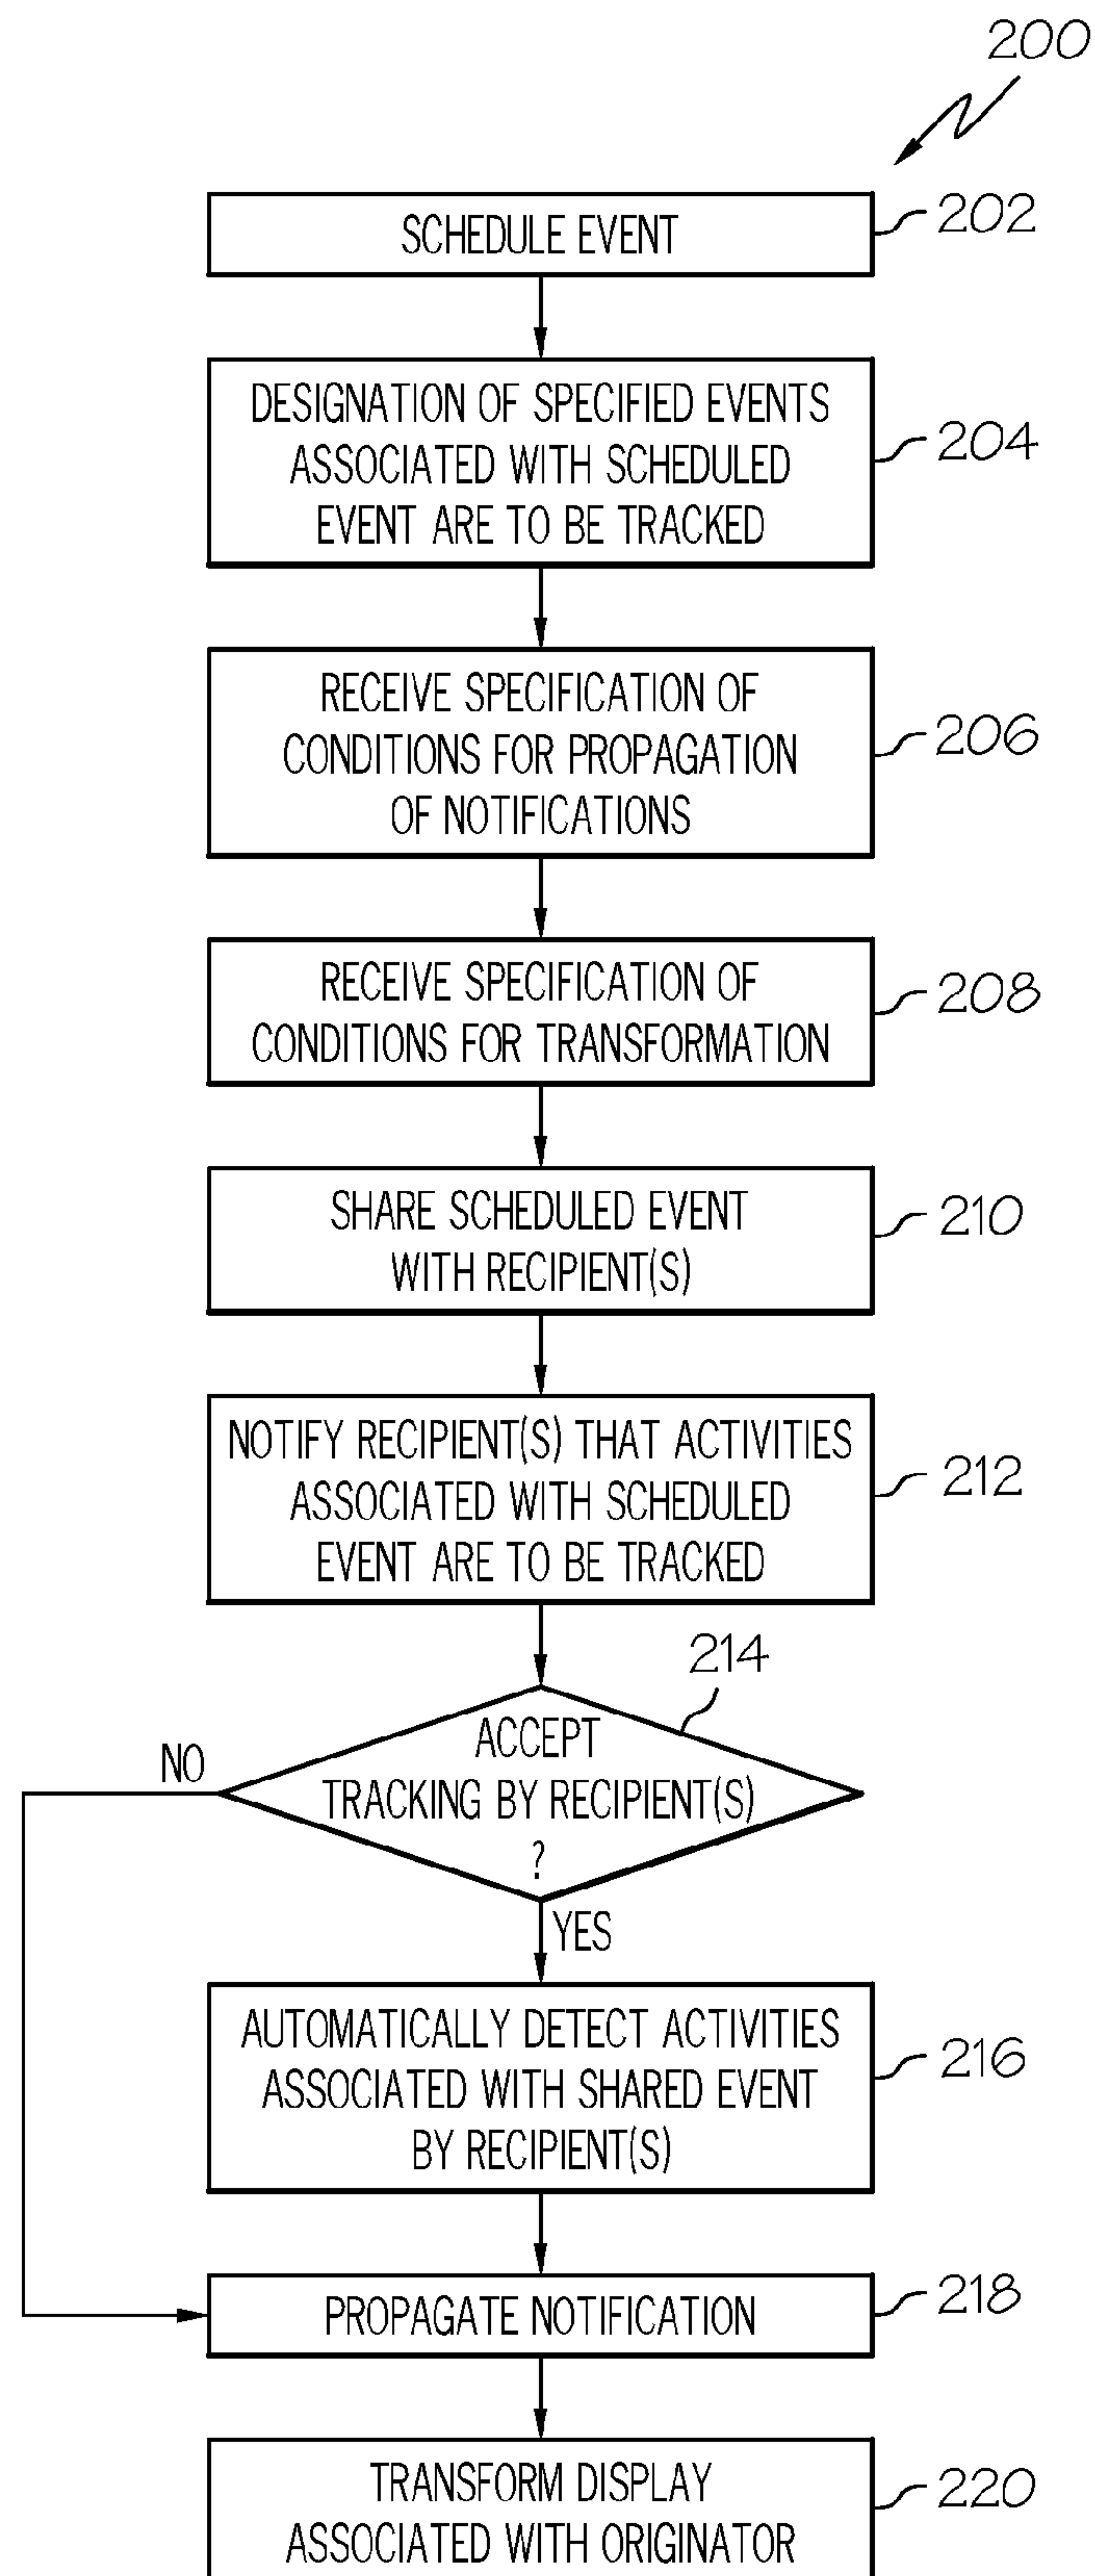 200
SCHEDULE EVENT
202
DESIGNATION OF SPECIFIED EVENTS
ASSOCIATED WITH SCHEDULED
EVENT ARE TO BE TRACKED
204
RECEIVE SPECIFICATION OF
CONDITIONS FOR PROPAGATION
OF NOTIFICATIONS
206
RECEIVE SPECIFICATION OF
CONDITIONS FOR TRANSFORMATION
208
SHARE SCHEDULED EVENT
WITH RECIPIENT(S)
210
NOTIFY RECIPIENT(S) THAT ACTIVITIES
ASSOCIATED WITH SCHEDULED
EVENT ARE TO BE TRACKED
212
214
ACCEPT
TRACKING BY RECIPIENT(S)
?
NO
YES
AUTOMATICALLY DETECT ACTIVITIES
ASSOCIATED WITH SHARED EVENT
BY RECIPIENT(S)
216
PROPAGATE NOTIFICATION
218
TRANSFORM DISPLAY
ASSOCIATED WITH ORIGINATOR
220